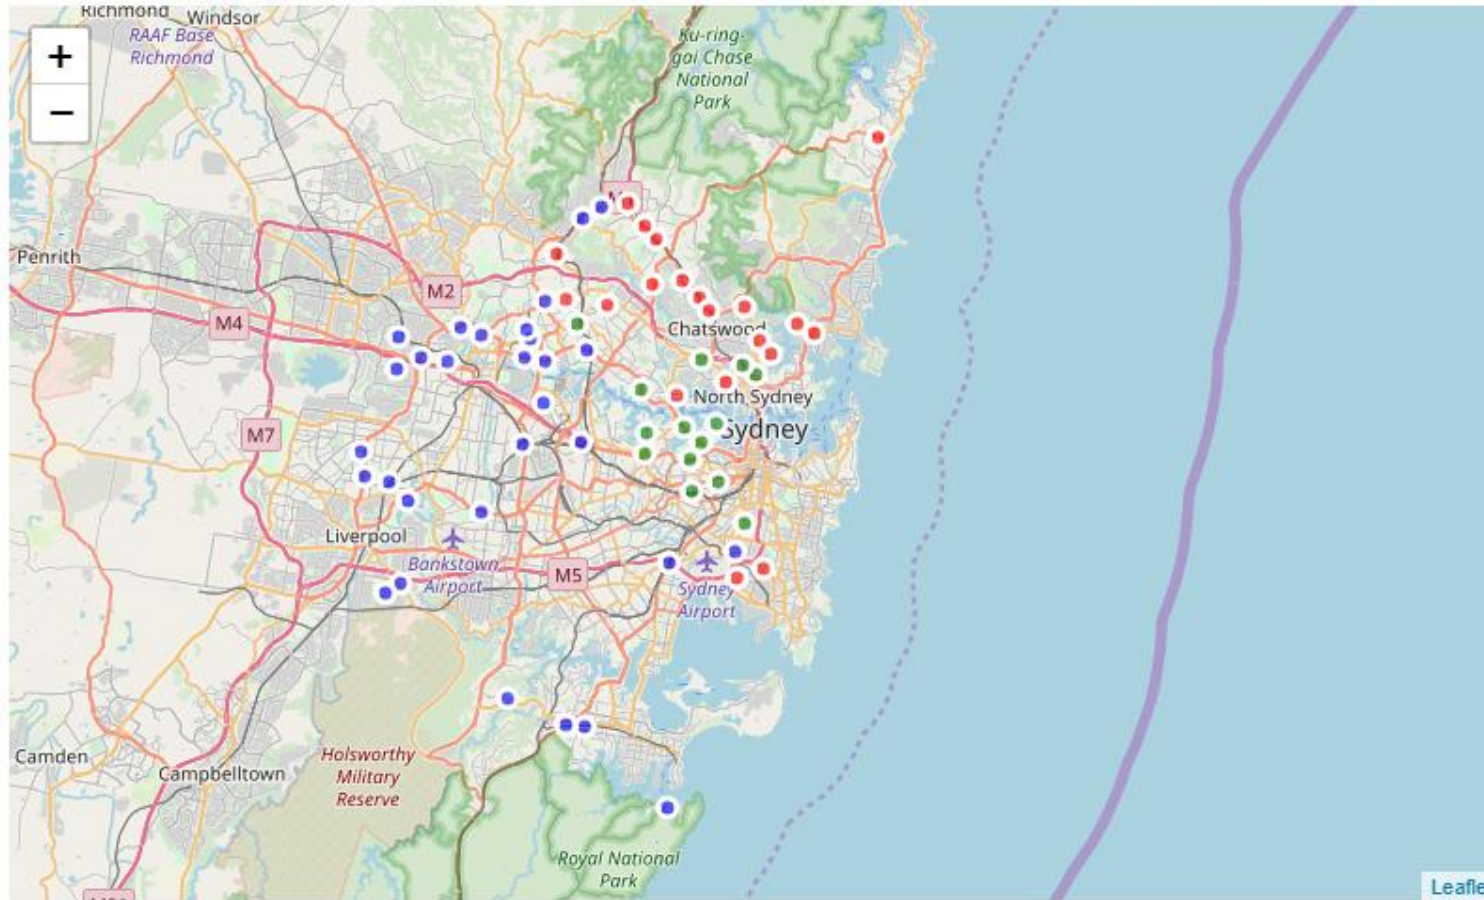 Richmond
Windsor
RAAF Base
Richmond
Ku-ring-
gai Chase
National
Park
+
−
Penrith
M2
M4
Chatswood
North Sydney
Sydney
M7
Liverpool
Bankstown
Airport
M5
Sydney
Airport
Camden
Campbelltown
Holsworthy
Military
Reserve
Royal National
Park
Leafle